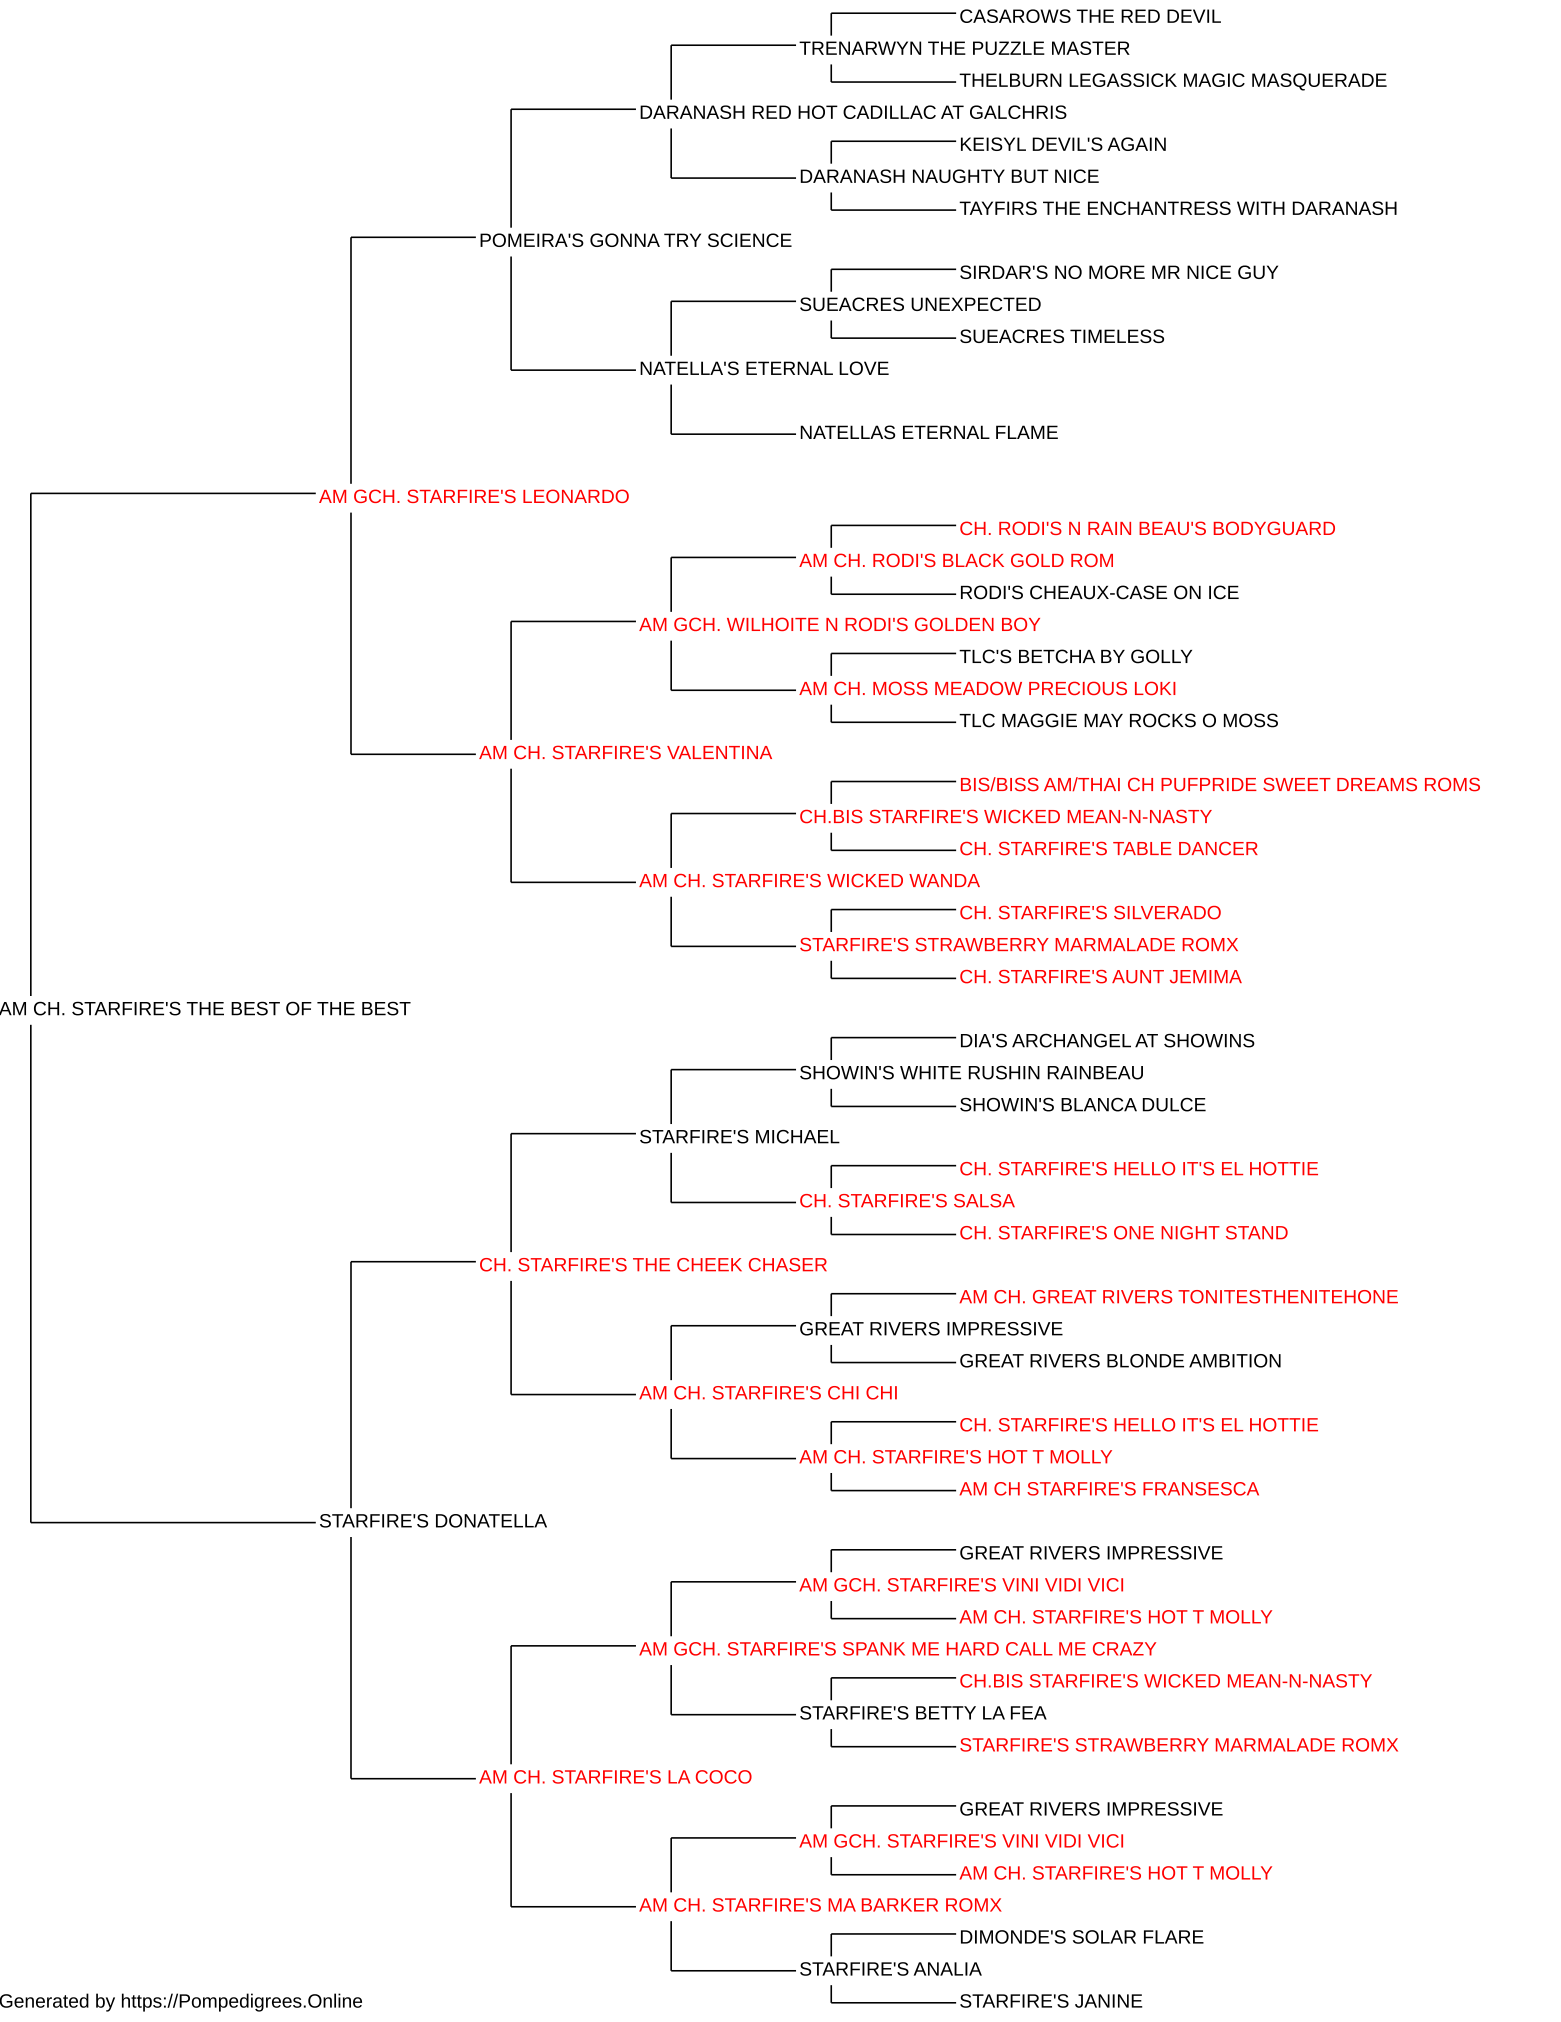 CASAROWS THE RED DEVIL
TRENARWYN THE PUZZLE MASTER
THELBURN LEGASSICK MAGIC MASQUERADE
DARANASH RED HOT CADILLAC AT GALCHRIS
KEISYL DEVIL'S AGAIN
DARANASH NAUGHTY BUT NICE
TAYFIRS THE ENCHANTRESS WITH DARANASH
POMEIRA'S GONNA TRY SCIENCE
SIRDAR'S NO MORE MR NICE GUY
SUEACRES UNEXPECTED
SUEACRES TIMELESS
NATELLA'S ETERNAL LOVE
NATELLAS ETERNAL FLAME
AM GCH. STARFIRE'S LEONARDO
CH. RODI'S N RAIN BEAU'S BODYGUARD
AM CH. RODI'S BLACK GOLD ROM
RODI'S CHEAUX-CASE ON ICE
AM GCH. WILHOITE N RODI'S GOLDEN BOY
TLC'S BETCHA BY GOLLY
AM CH. MOSS MEADOW PRECIOUS LOKI
TLC MAGGIE MAY ROCKS O MOSS
AM CH. STARFIRE'S VALENTINA
BIS/BISS AM/THAI CH PUFPRIDE SWEET DREAMS ROMS
CH.BIS STARFIRE'S WICKED MEAN-N-NASTY
CH. STARFIRE'S TABLE DANCER
AM CH. STARFIRE'S WICKED WANDA
CH. STARFIRE'S SILVERADO
STARFIRE'S STRAWBERRY MARMALADE ROMX
CH. STARFIRE'S AUNT JEMIMA
AM CH. STARFIRE'S THE BEST OF THE BEST
DIA'S ARCHANGEL AT SHOWINS
SHOWIN'S WHITE RUSHIN RAINBEAU
SHOWIN'S BLANCA DULCE
STARFIRE'S MICHAEL
CH. STARFIRE'S HELLO IT'S EL HOTTIE
CH. STARFIRE'S SALSA
CH. STARFIRE'S ONE NIGHT STAND
CH. STARFIRE'S THE CHEEK CHASER
AM CH. GREAT RIVERS TONITESTHENITEHONE
GREAT RIVERS IMPRESSIVE
GREAT RIVERS BLONDE AMBITION
AM CH. STARFIRE'S CHI CHI
CH. STARFIRE'S HELLO IT'S EL HOTTIE
AM CH. STARFIRE'S HOT T MOLLY
AM CH STARFIRE'S FRANSESCA
STARFIRE'S DONATELLA
GREAT RIVERS IMPRESSIVE
AM GCH. STARFIRE'S VINI VIDI VICI
AM CH. STARFIRE'S HOT T MOLLY
AM GCH. STARFIRE'S SPANK ME HARD CALL ME CRAZY
CH.BIS STARFIRE'S WICKED MEAN-N-NASTY
STARFIRE'S BETTY LA FEA
STARFIRE'S STRAWBERRY MARMALADE ROMX
AM CH. STARFIRE'S LA COCO
GREAT RIVERS IMPRESSIVE
AM GCH. STARFIRE'S VINI VIDI VICI
AM CH. STARFIRE'S HOT T MOLLY
AM CH. STARFIRE'S MA BARKER ROMX
DIMONDE'S SOLAR FLARE
STARFIRE'S ANALIA
STARFIRE'S JANINE
Generated by https://Pompedigrees.Online